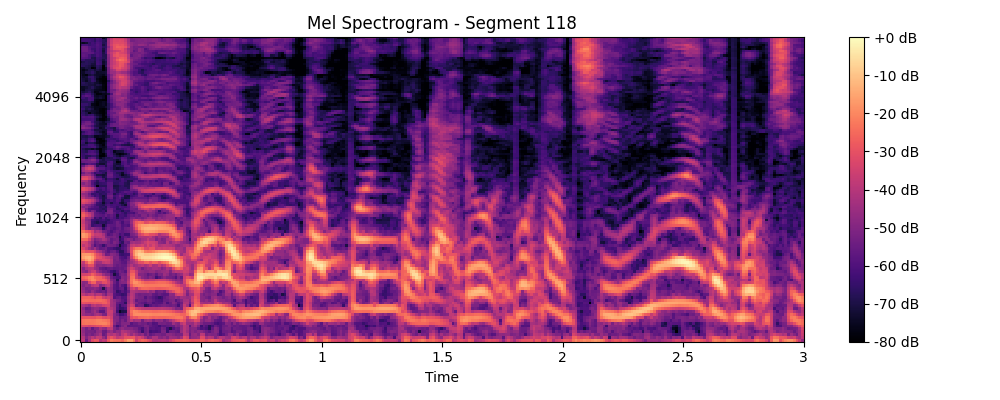 Mel Spectrogram - Segment 118
Frequency
4096
2048
1024
512
0
0
0.5
1
1.5
2
2.5
3
Time
+0 dB
-10 dB
-20 dB
-30 dB
-40 dB
-50 dB
-60 dB
-70 dB
-80 dB